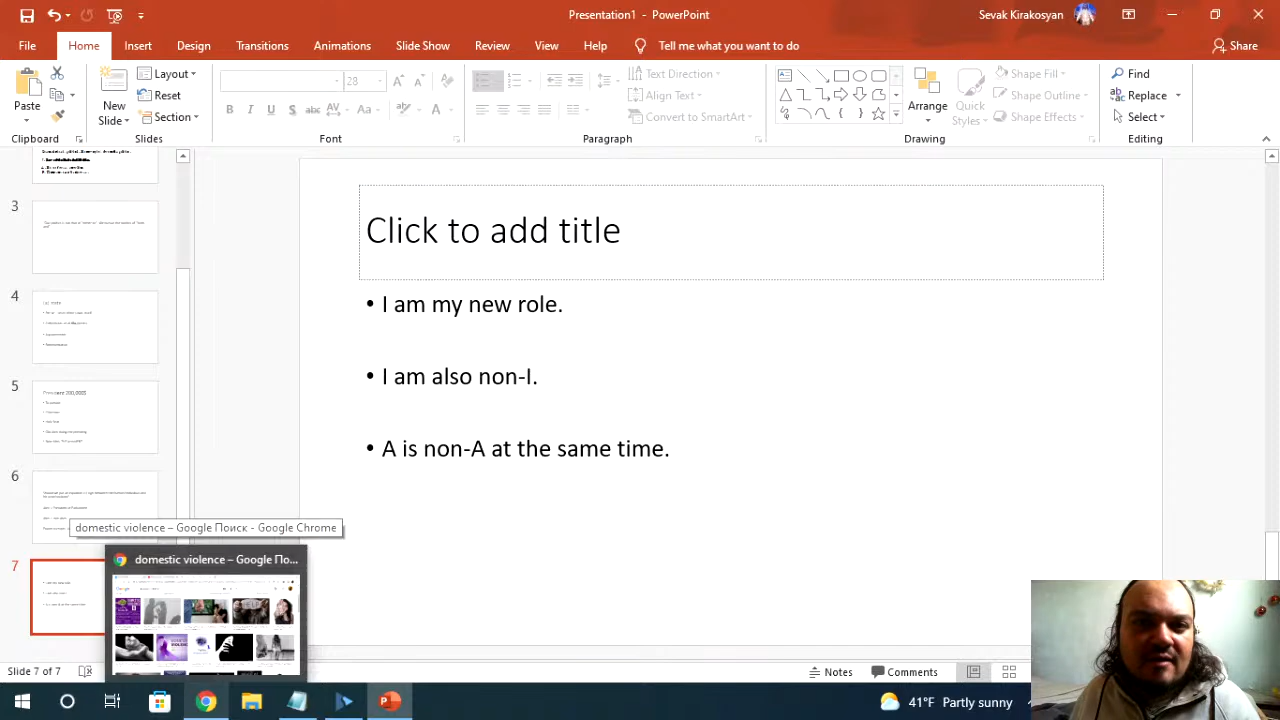 Presentation1 - PowerPoint
Sevak Kirakosyan
File Home Insert Design Transitions Animations Slide Show Review View Help Tell me what you want to do Share
Paste
Clipboard
New Slide
Layout
Reset
Section
Slides
28
B I U S abc AV Aa A
Font
Paragraph
Text Direction
Align Text
Convert to SmartArt
Drawing
Arrange
Quick Styles
Shape Fill
Shape Outline
Shape Effects
Find
Replace
Select
Editing
3
4
5
6
7
Click to add title
• I am my new role.
• I am also non-I.
• A is non-A at the same time.
domestic violence – Google Поиск - Google Chrome
domestic violence – Google По...
Slide 7 of 7
Notes
Comments
41°F Partly sunny